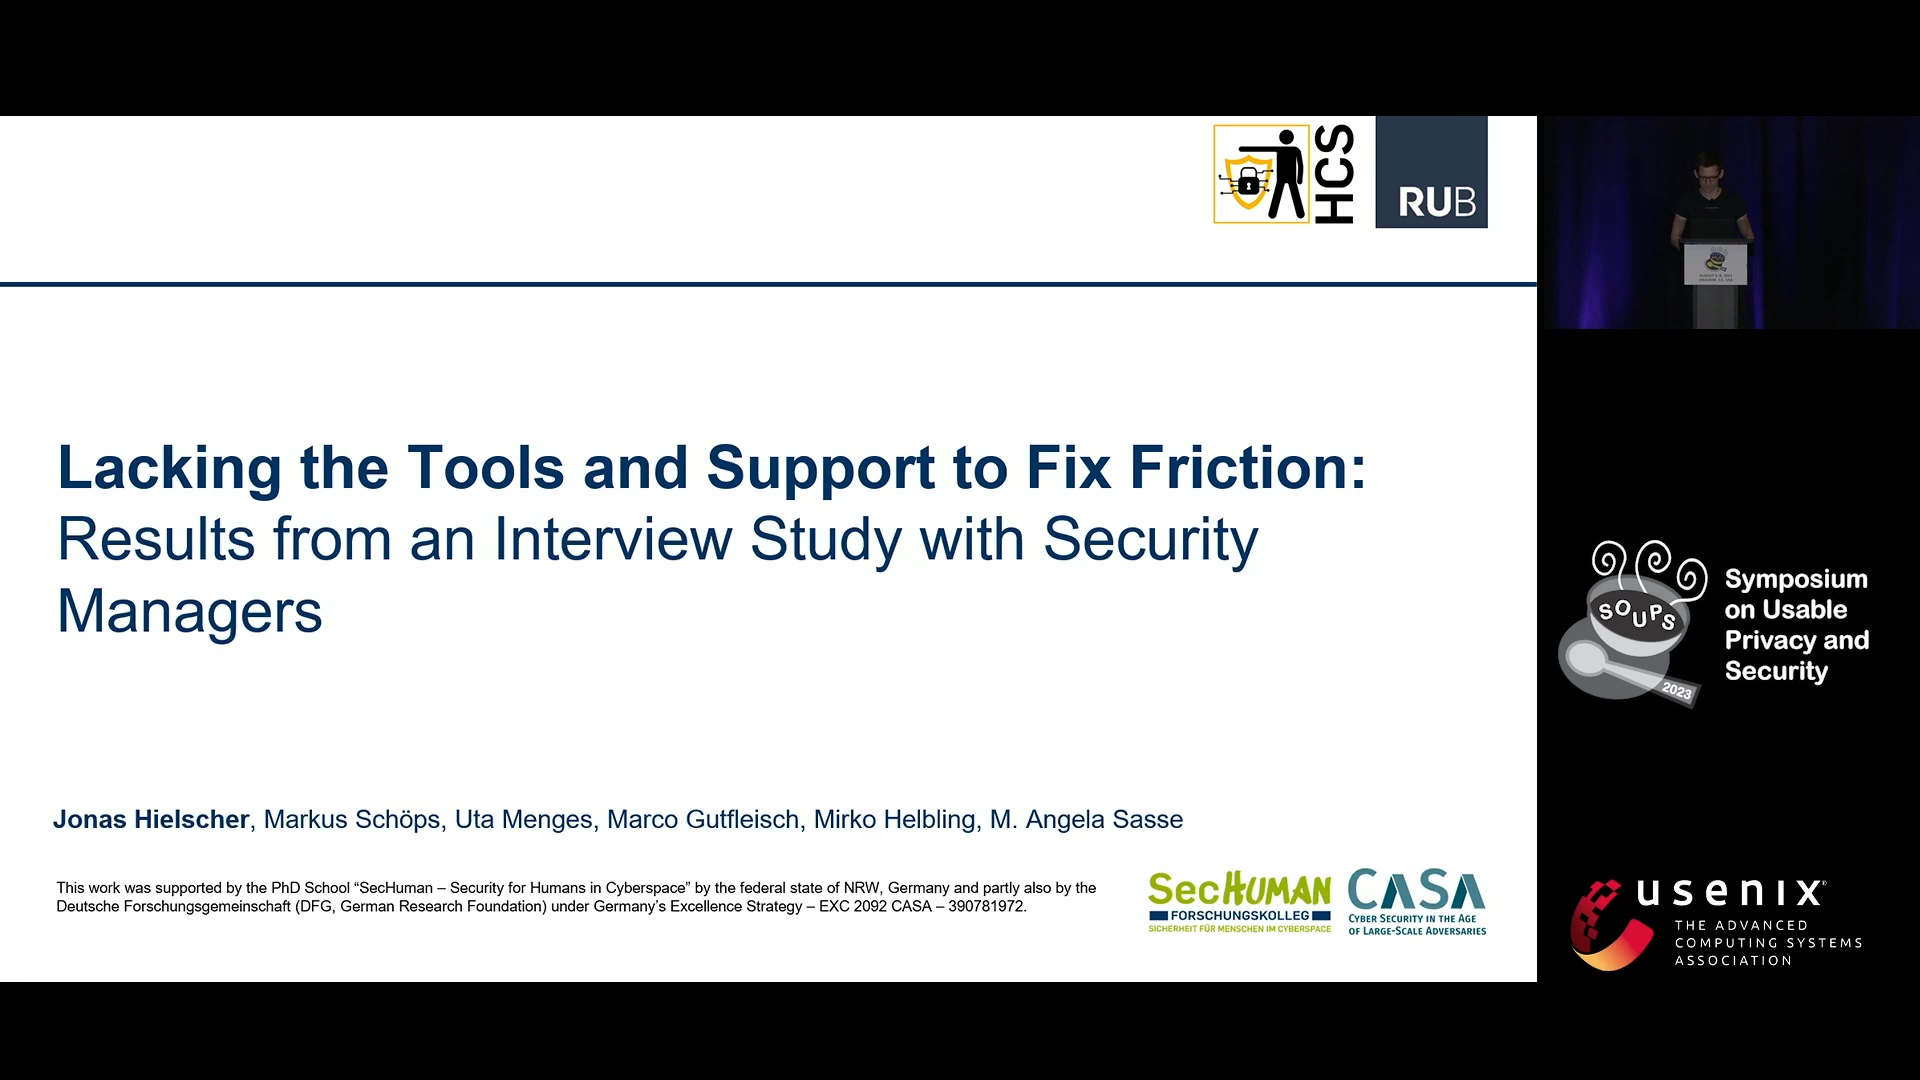 HCS
RUB
Lacking the Tools and Support to Fix Friction:
Results from an Interview Study with Security
Managers
Jonas Hielscher, Markus Schöps, Uta Menges, Marco Gutfleisch, Mirko Helbling, M. Angela Sasse
This work was supported by the PhD School “SecHuman – Security for Humans in Cyberspace” by the federal state of NRW, Germany and partly also by the
Deutsche Forschungsgemeinschaft (DFG, German Research Foundation) under Germany’s Excellence Strategy – EXC 2092 CASA – 390781972.
SecHuman
FORSCHUNGSKOLLEG
SICHERHEIT FÜR MENSCHEN IM CYBERSPACE
CASA
CYBER SECURITY IN THE AGE
OF LARGE-SCALE ADVERSARIES
SOUPS
2023
Symposium
on Usable
Privacy and
Security
usenix®
THE ADVANCED
COMPUTING SYSTEMS
ASSOCIATION